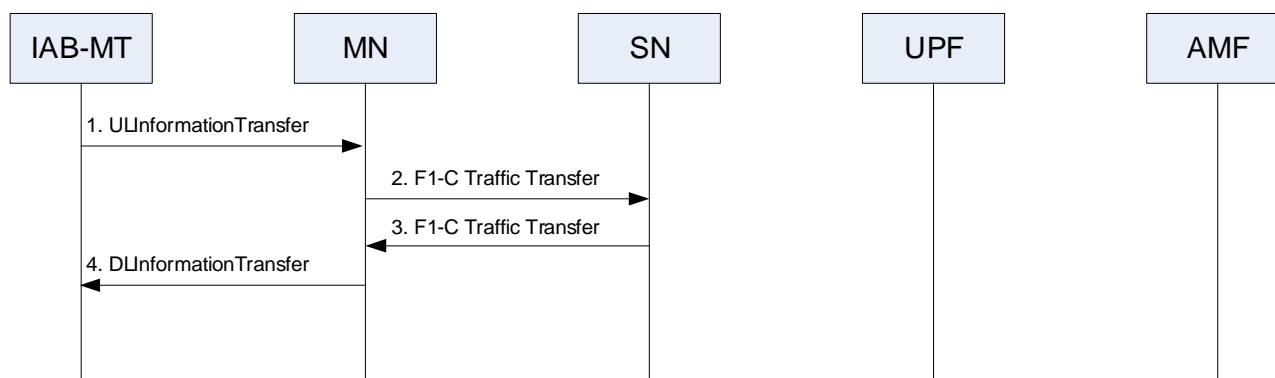 IAB-MT
MN
SN
UPF
AMF
1. ULInformationTransfer
2. F1-C Traffic Transfer
3. F1-C Traffic Transfer
4. DLInformationTransfer